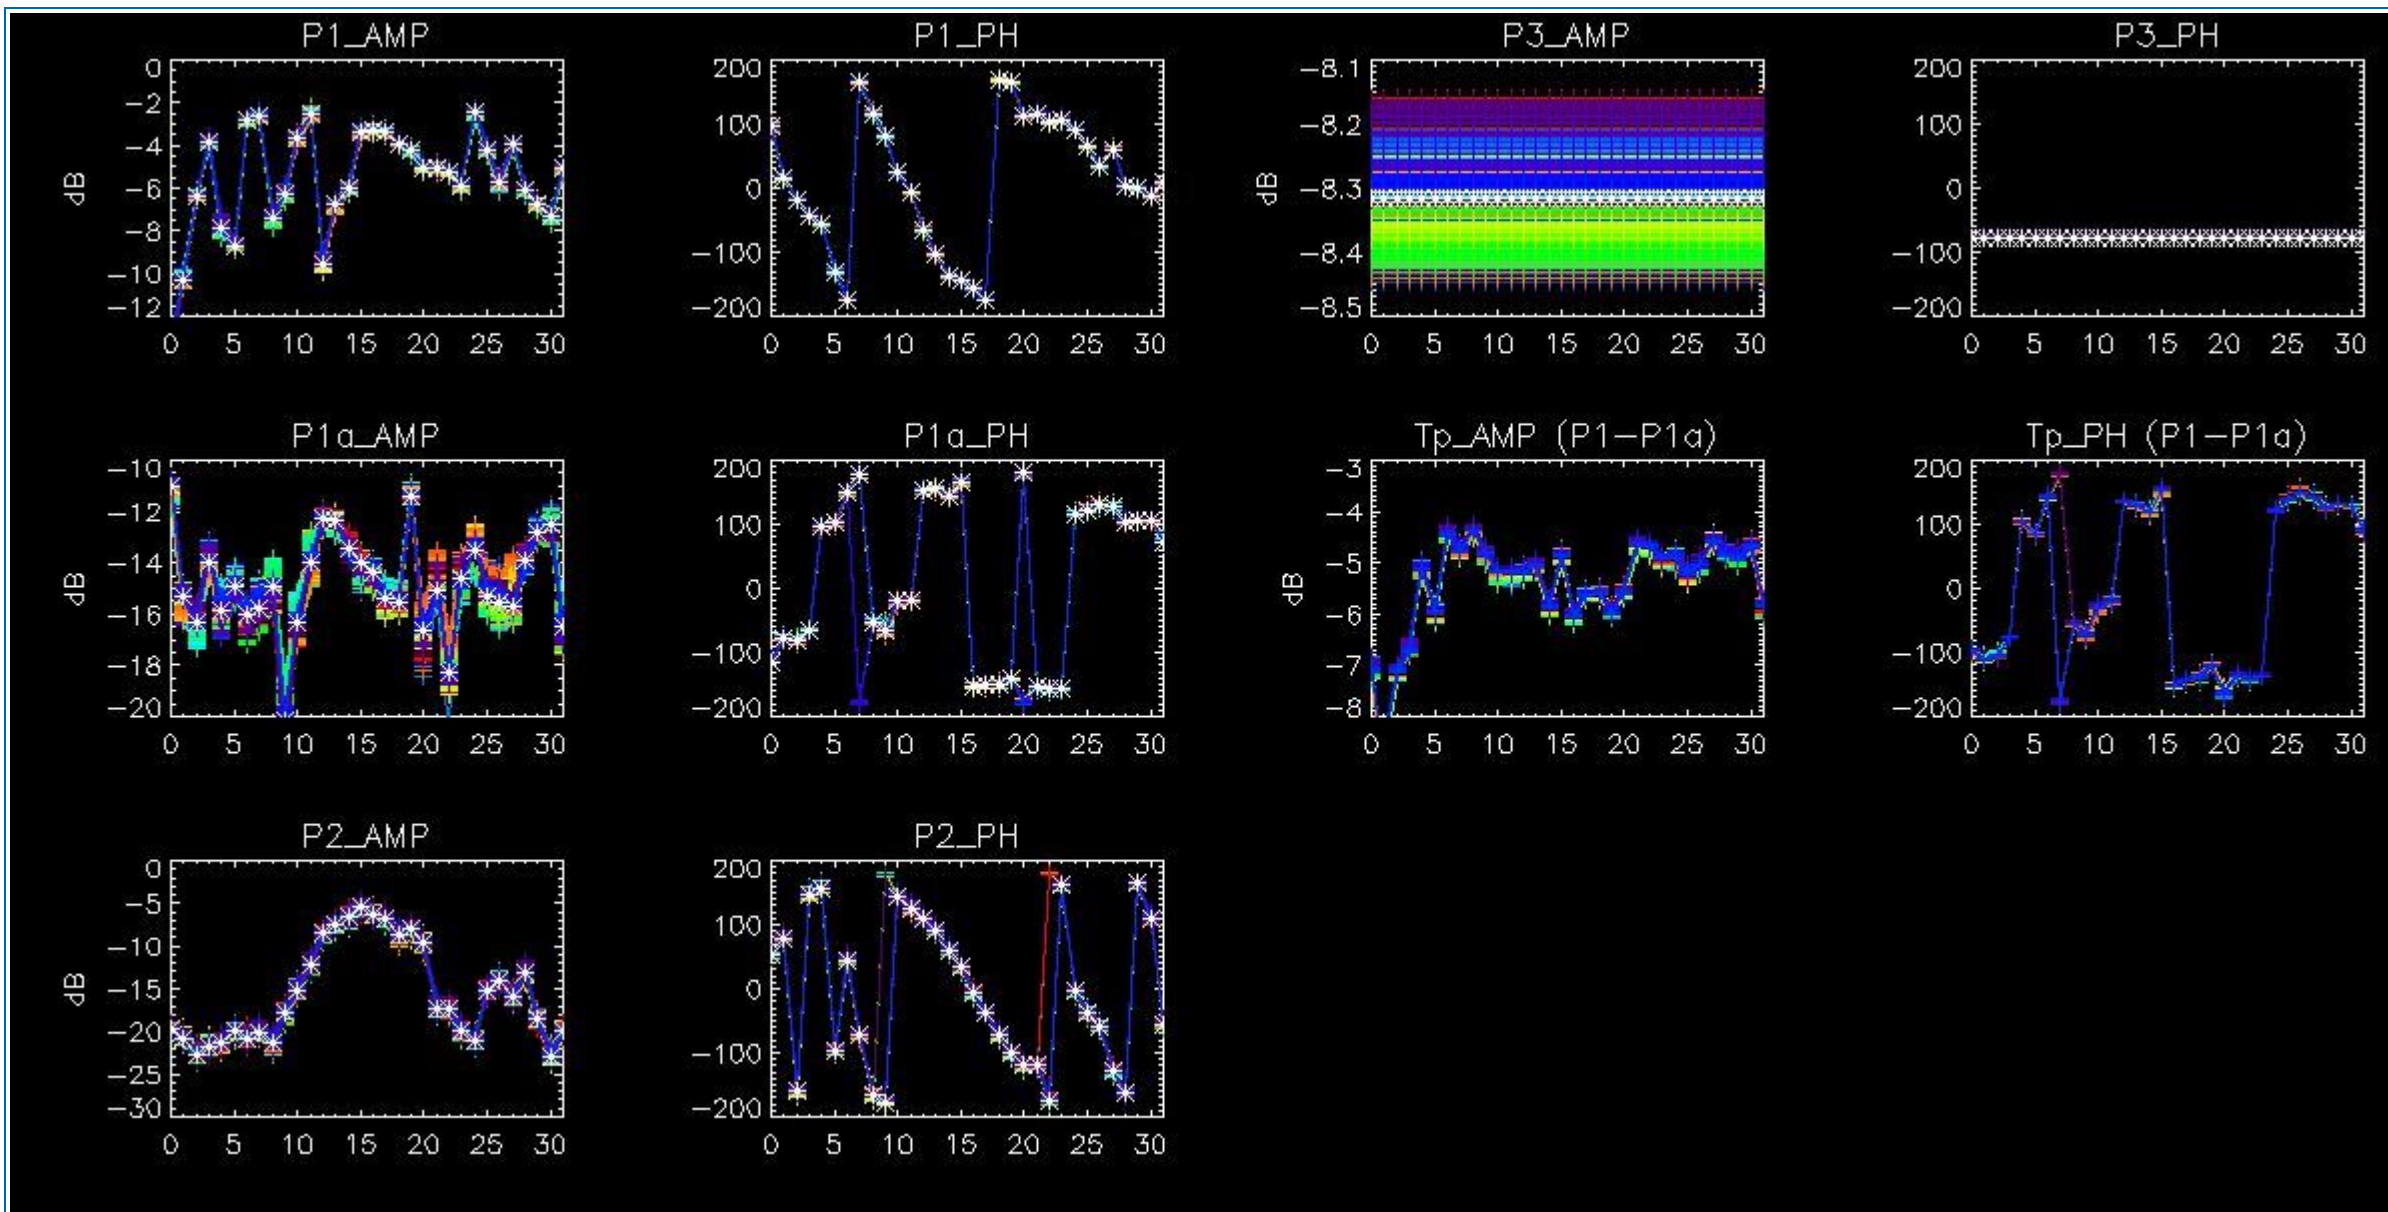 P1_AMP
0
−2
−4
−6
−8
−10
−12
dB
0 5 10 15 20 25 30
P1_PH
200
100
0
−100
−200
0 5 10 15 20 25 30
P3_AMP
−8.1
−8.2
−8.3
−8.4
−8.5
dB
0 5 10 15 20 25 30
P3_PH
200
100
0
−100
−200
0 5 10 15 20 25 30
P1a_AMP
−10
−12
−14
−16
−18
−20
dB
0 5 10 15 20 25 30
P1a_PH
200
100
0
−100
−200
0 5 10 15 20 25 30
Tp_AMP (P1−P1a)
−3
−4
−5
−6
−7
−8
dB
0 5 10 15 20 25 30
Tp_PH (P1−P1a)
200
100
0
−100
−200
0 5 10 15 20 25 30
P2_AMP
0
−5
−10
−15
−20
−25
−30
dB
0 5 10 15 20 25 30
P2_PH
200
100
0
−100
−200
0 5 10 15 20 25 30